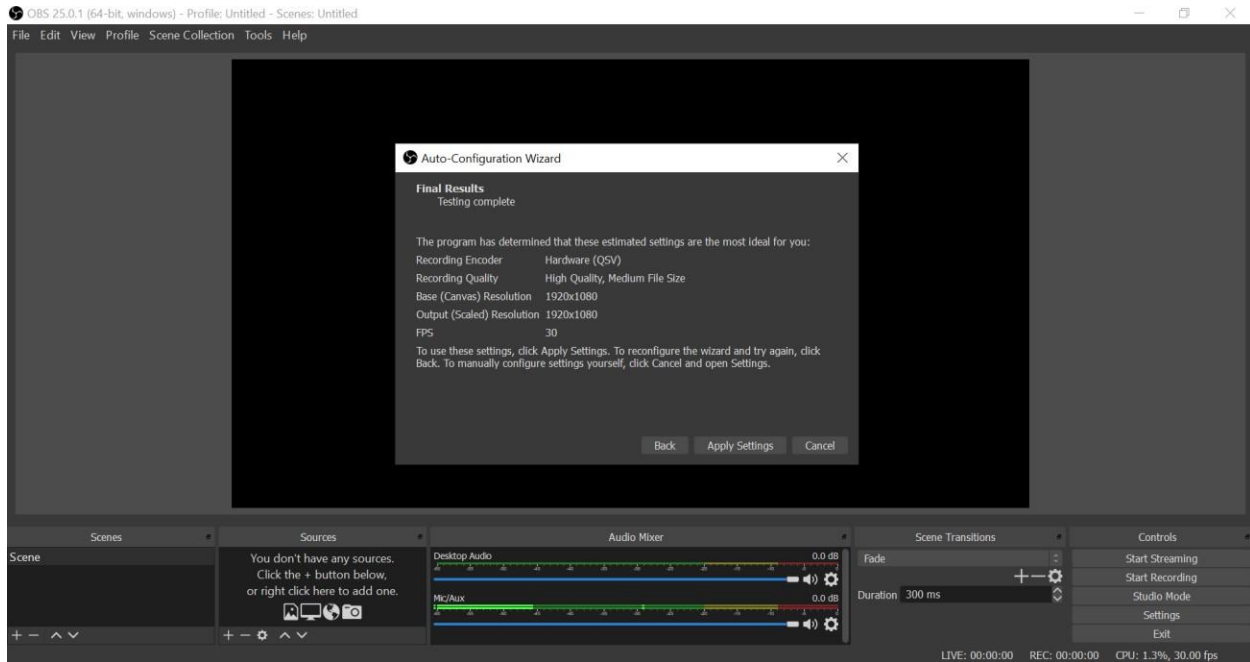 OBS 25.0.1 (64-bit, windows) - Profile: Untitled - Scenes: Untitled
File Edit View Profile Scene Collection Tools Help
Auto-Configuration Wizard
Final Results
Testing complete
The program has determined that these estimated settings are the most ideal for you:
Recording Encoder Hardware (QSV)
Recording Quality High Quality, Medium File Size
Base (Canvas) Resolution 1920x1080
Output (Scaled) Resolution 1920x1080
FPS 30
To use these settings, click Apply Settings. To reconfigure the wizard and try again, click
Back. To manually configure settings yourself, click Cancel and open Settings.
Back Apply Settings Cancel
Scenes
Scene
Sources
You don't have any sources.
Click the + button below,
or right click here to add one.
Audio Mixer
Desktop Audio 0.0 dB
Mic/Aux 0.0 dB
Scene Transitions
Fade
Duration 300 ms
Controls
Start Streaming
Start Recording
Studio Mode
Settings
Exit
LIVE: 00:00:00 REC: 00:00:00 CPU: 1.3%, 30.00 fps